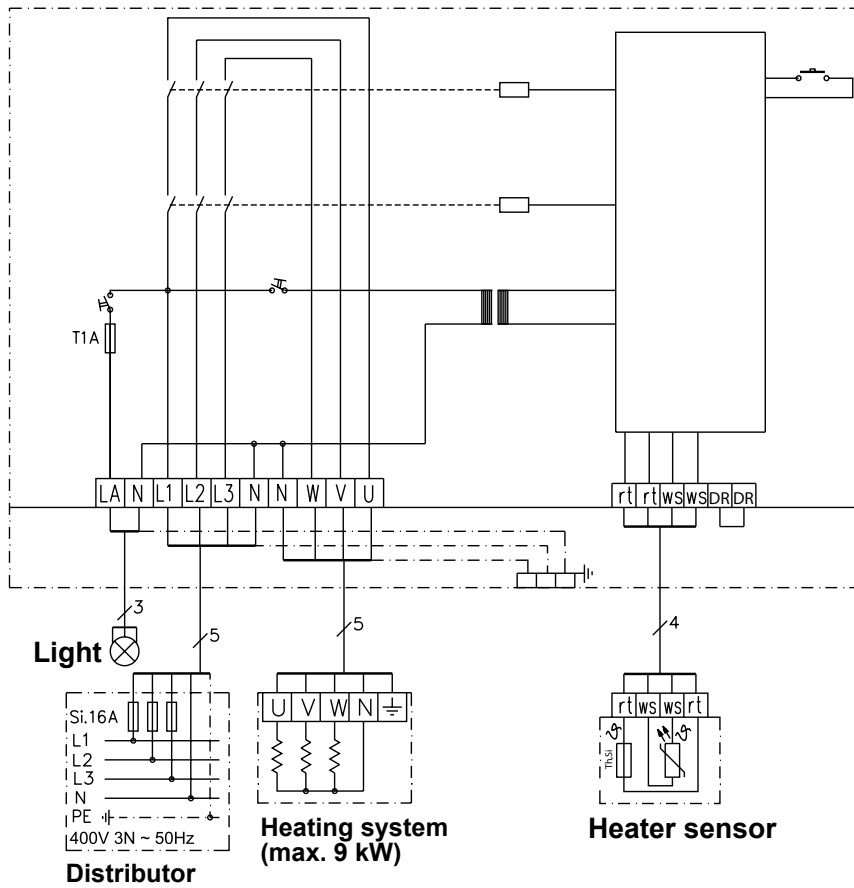 T1A
LA N L1 L2 L3 N N W V U
rt rt ws ws DR DR
3
5
5
4
Light
Si.16A
L1
L2
L3
N
PE
400V 3N ~ 50Hz
Distributor
U V W N
Heating system
(max. 9 kW)
rt ws ws rt
ϑ ϑ
Th.Si
Heater sensor